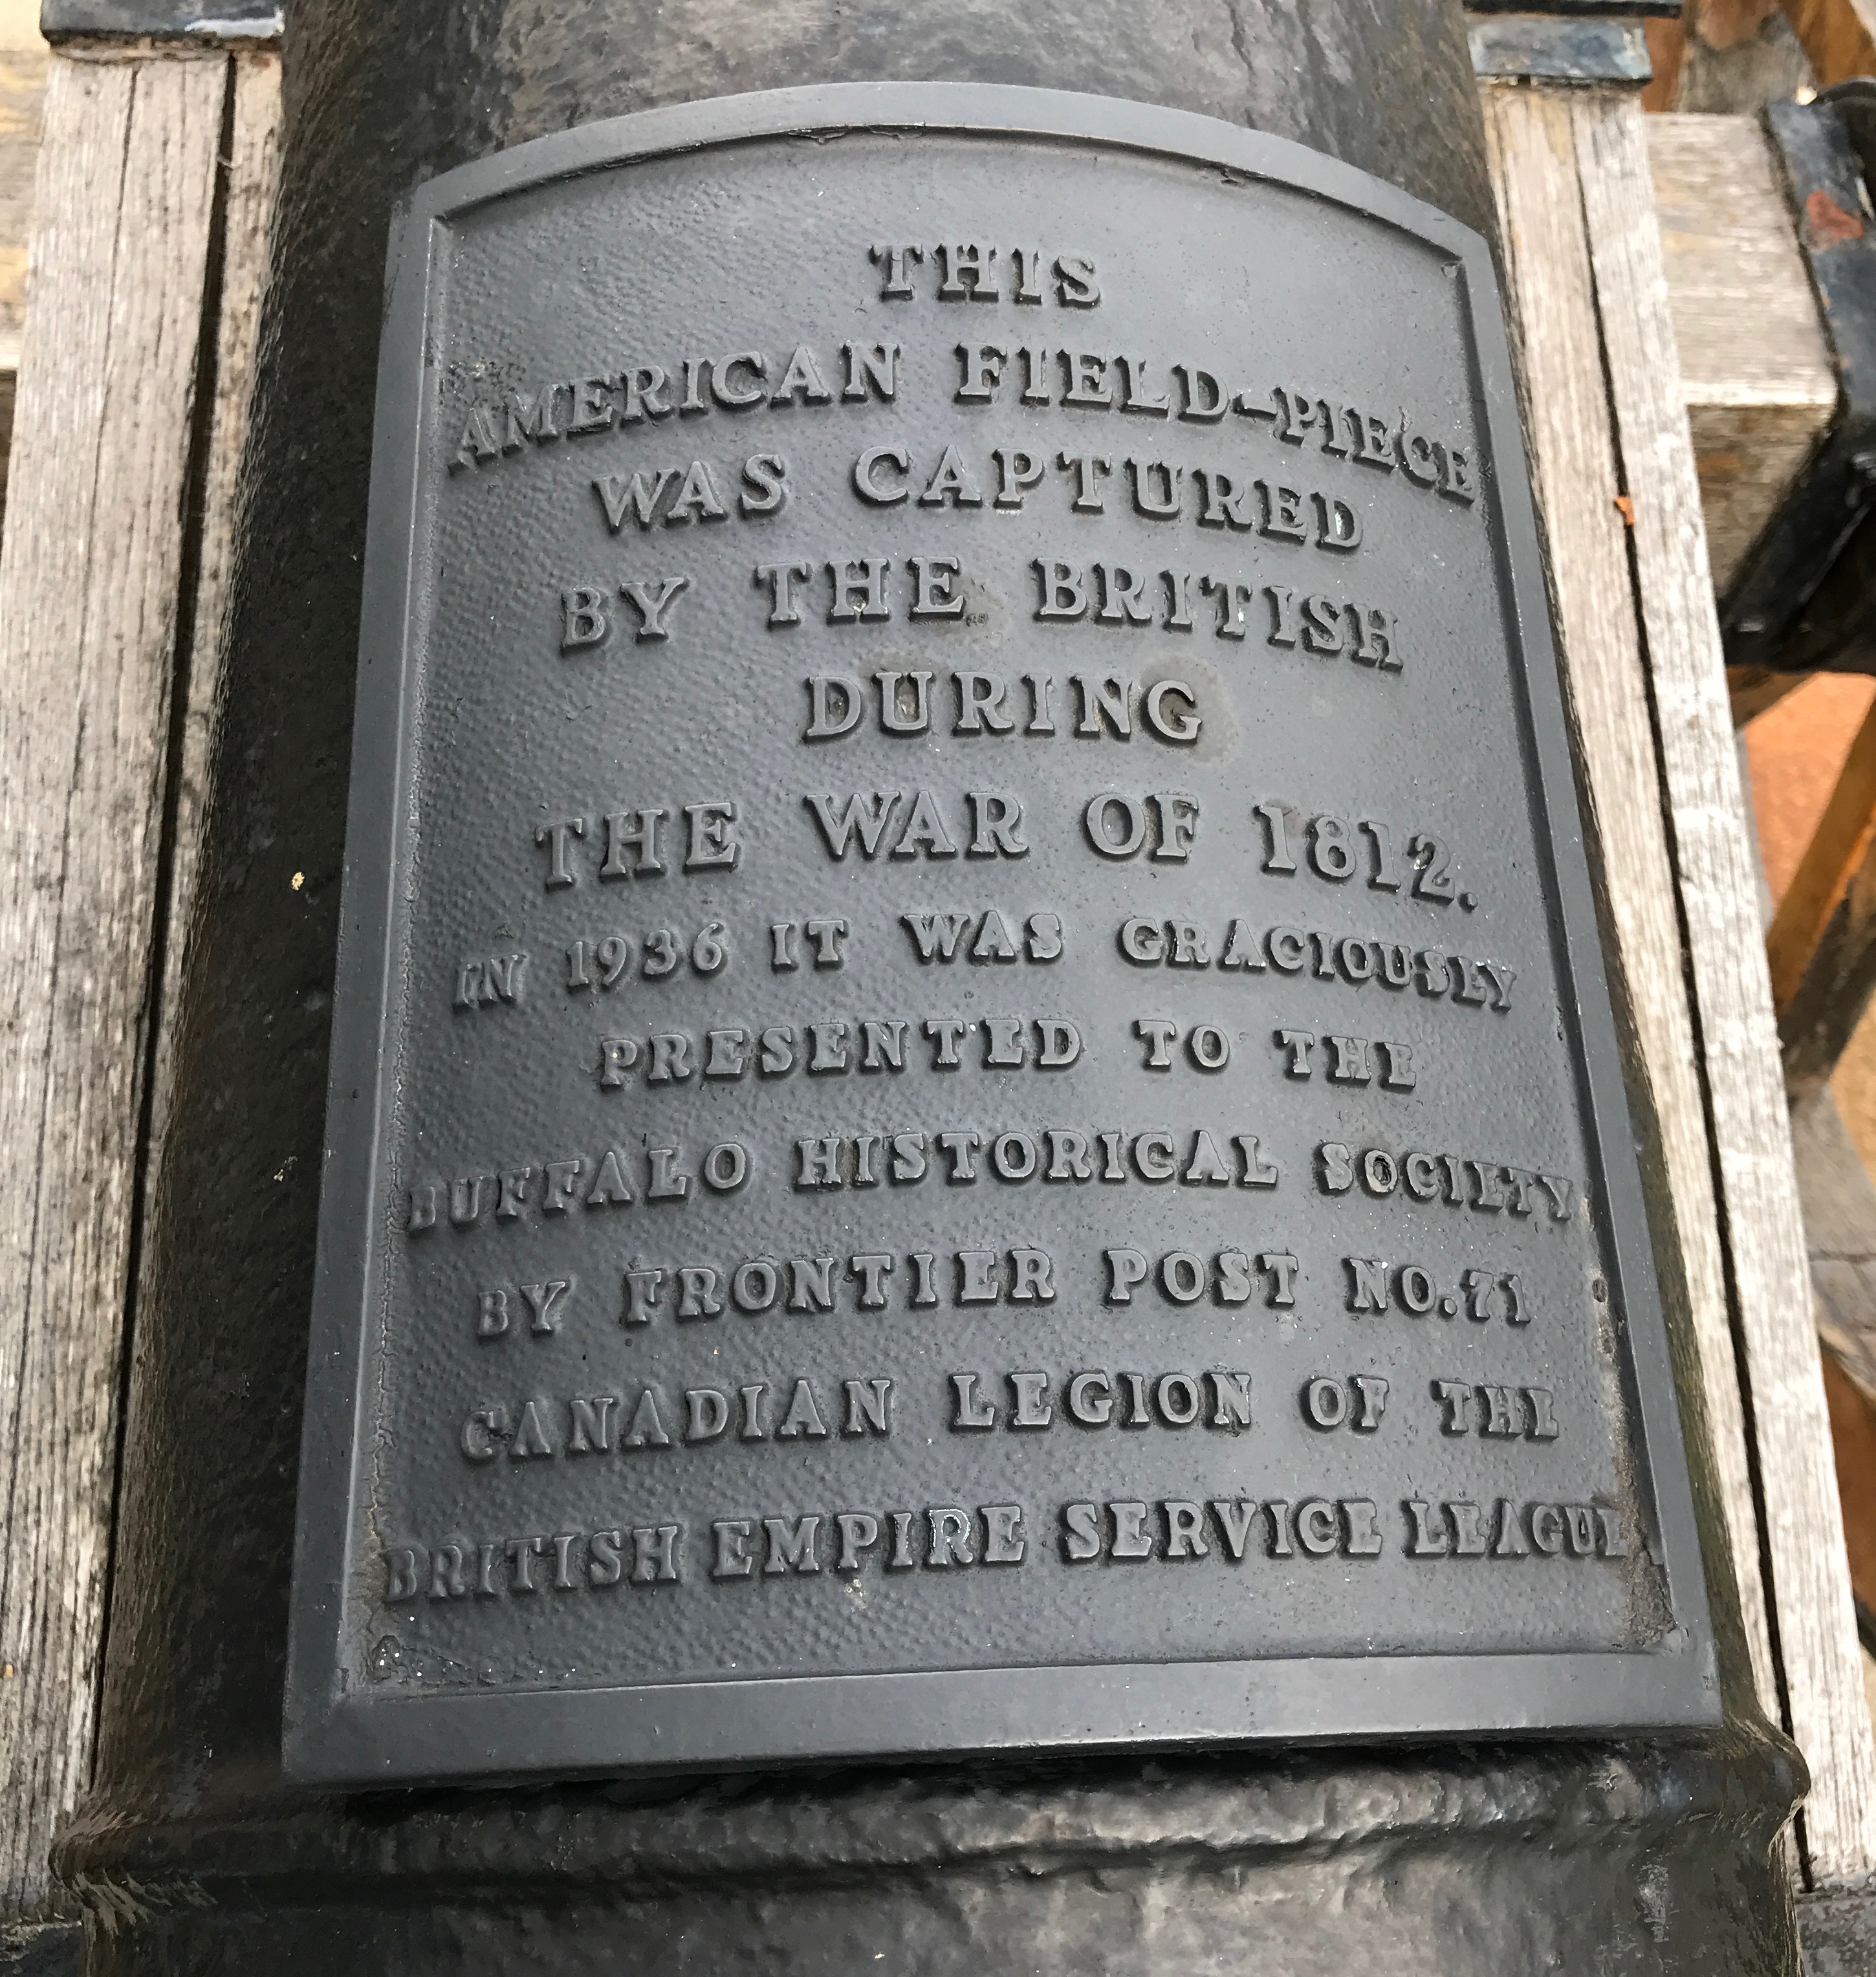 THIS
AMERICAN FIELD-PIECE
WAS CAPTURED
BY THE BRITISH
DURING
THE WAR OF 1812.
IN 1936 IT WAS GRACIOUSLY
PRESENTED TO THE
BUFFALO HISTORICAL SOCIETY
BY FRONTIER POST NO. 71
CANADIAN LEGION OF THE
BRITISH EMPIRE SERVICE LEAGUE